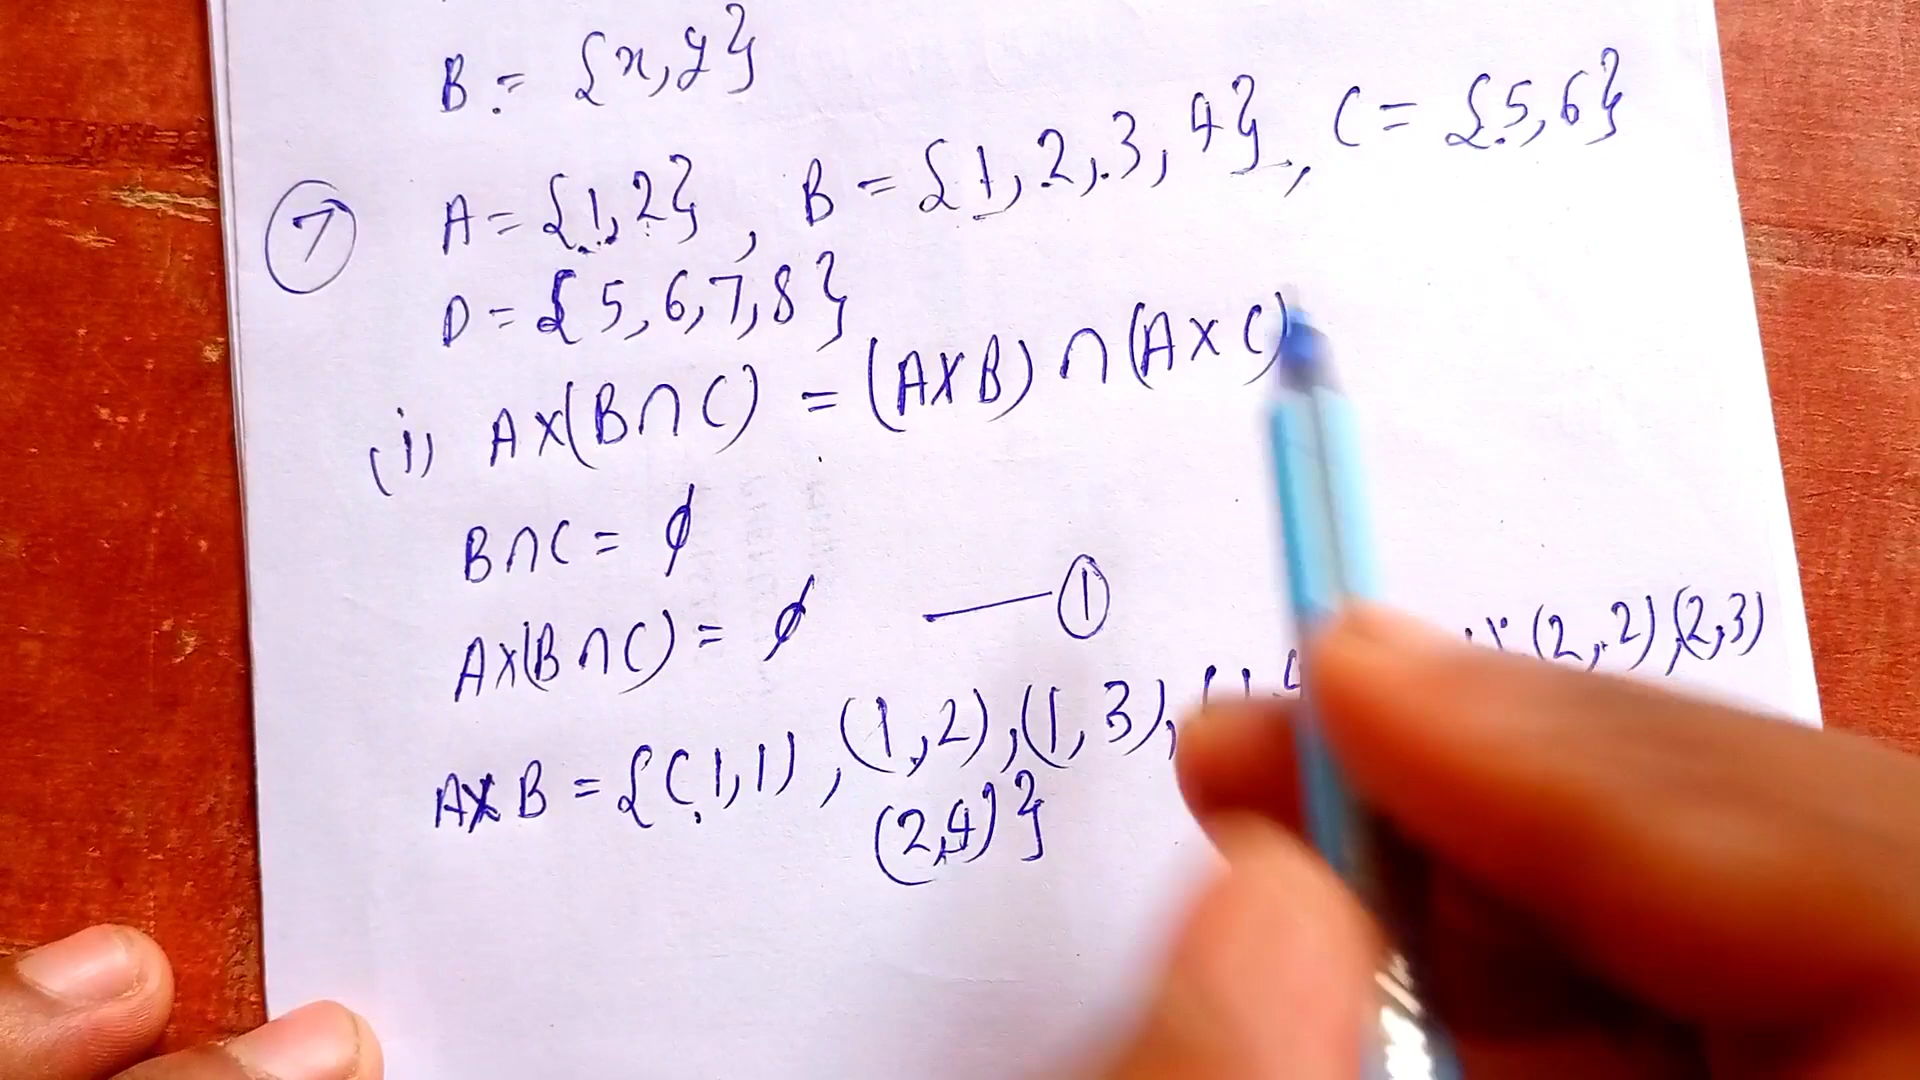 B = {x, y}
⑦ A = {1, 2}, B = {1, 2, 3, 4}, C = {5, 6}
D = {5, 6, 7, 8}
(i) A×(B∩C) = (A×B)∩(A×C)
B∩C = ϕ
A×(B∩C) = ϕ —①
A×B = {(1,1), (1,2), (1,3), (2,2), (2,3)
(2,4)}